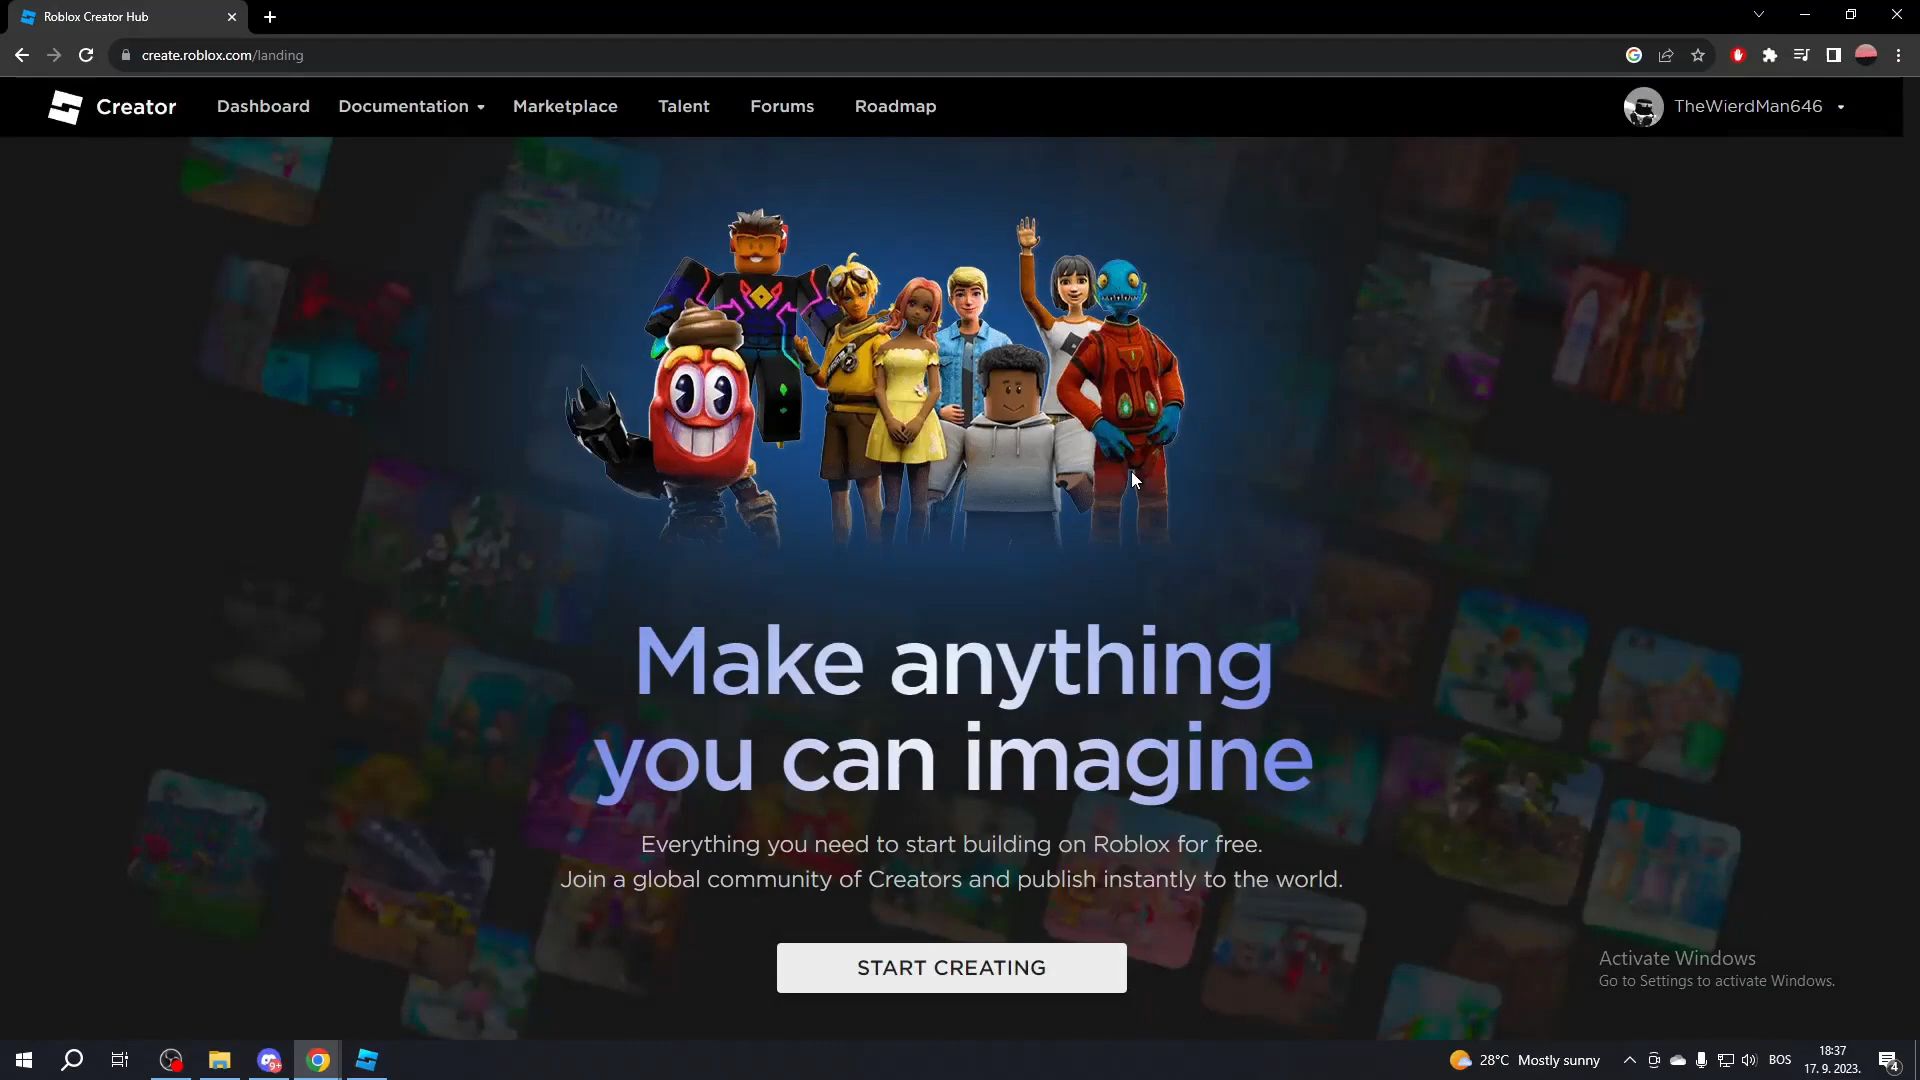 Roblox Creator Hub
create.roblox.com/landing
Creator
Dashboard
Documentation
Marketplace
Talent
Forums
Roadmap
TheWierdMan646
Make anything
you can imagine
Everything you need to start building on Roblox for free.
Join a global community of Creators and publish instantly to the world.
START CREATING
Activate Windows
Go to Settings to activate Windows.
9+
28°C Mostly sunny
BOS
18:37
17. 9. 2023.
4